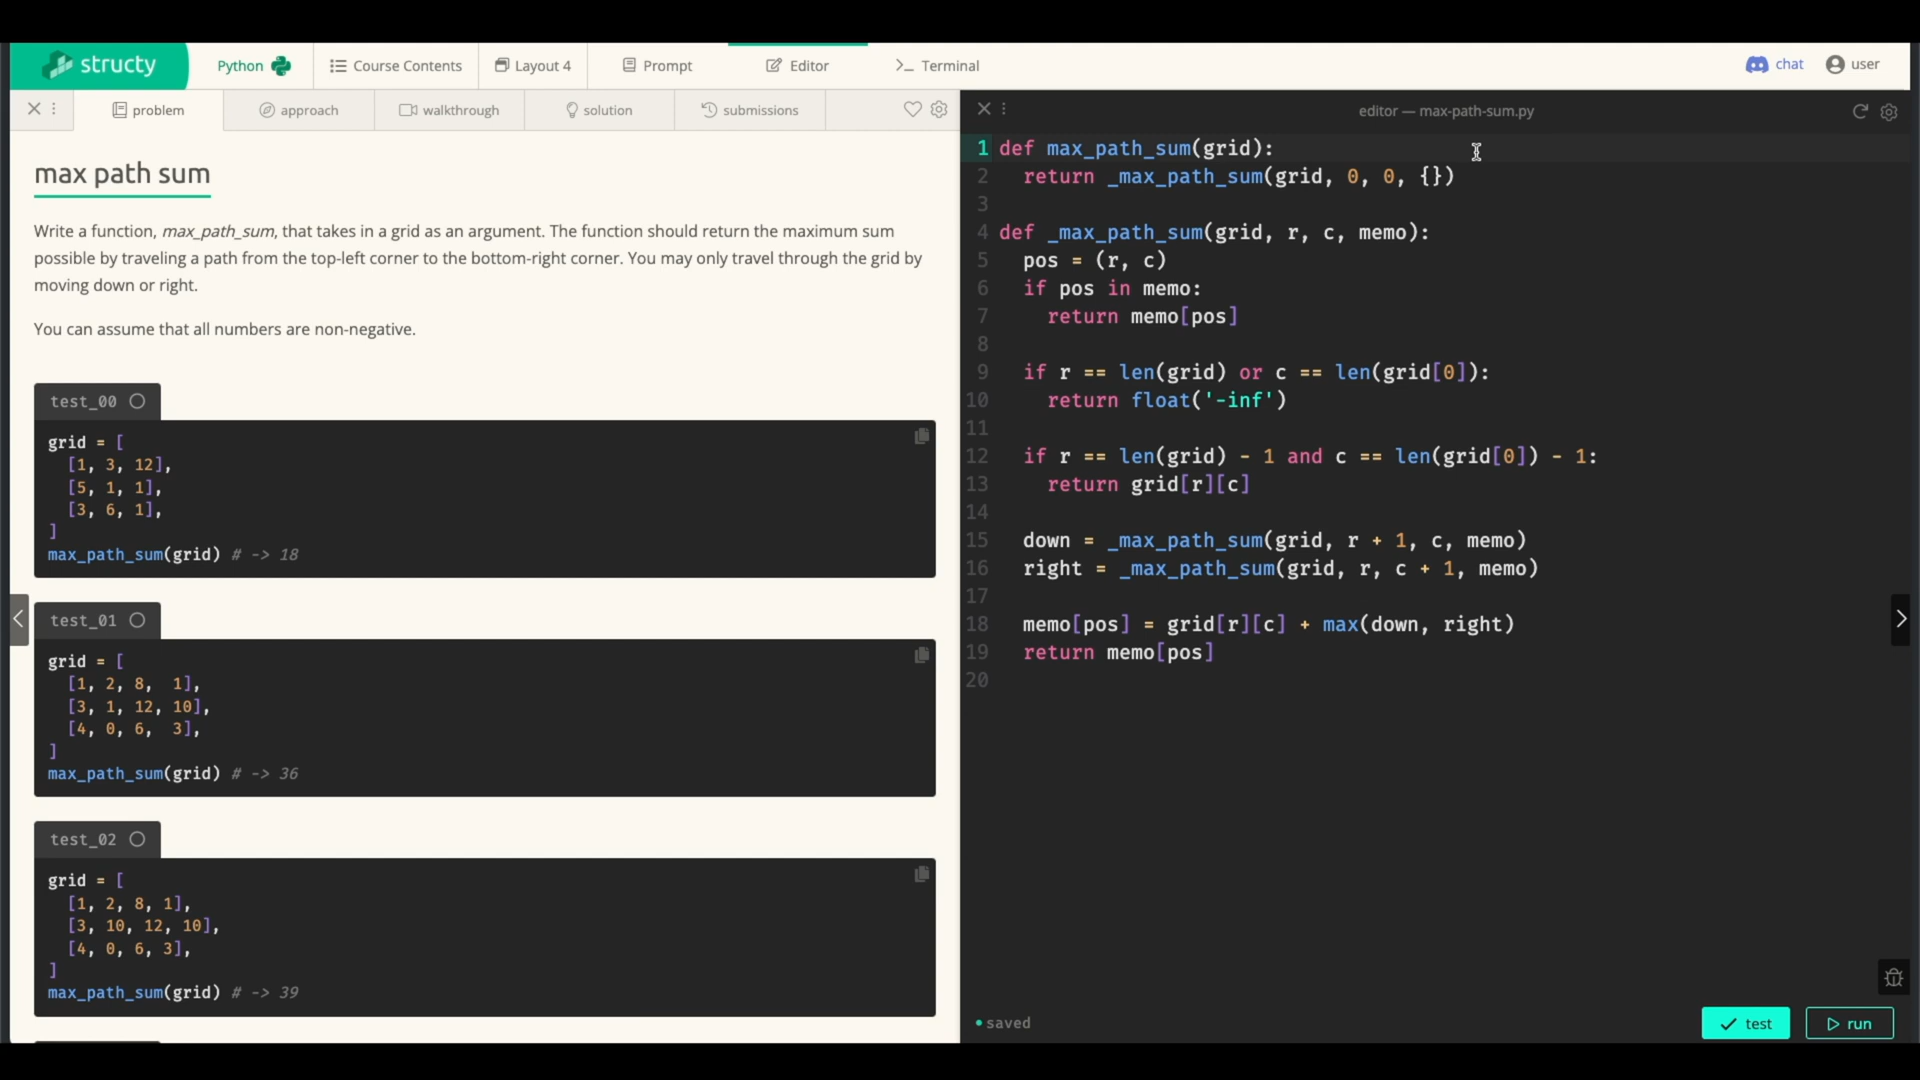 structy
Python
Course Contents
Layout 4
Prompt
Editor
Terminal
chat
user
problem
approach
walkthrough
solution
submissions
max path sum
Write a function, max_path_sum, that takes in a grid as an argument. The function should return the maximum sum
possible by traveling a path from the top-left corner to the bottom-right corner. You may only travel through the grid by
moving down or right.
You can assume that all numbers are non-negative.
test_00
grid = [
  [1, 3, 12],
  [5, 1, 1],
  [3, 6, 1],
]
max_path_sum(grid) # -> 18
test_01
grid = [
  [1, 2, 8,  1],
  [3, 1, 12, 10],
  [4, 0, 6,  3],
]
max_path_sum(grid) # -> 36
test_02
grid = [
  [1, 2, 8, 1],
  [3, 10, 12, 10],
  [4, 0, 6, 3],
]
max_path_sum(grid) # -> 39
editor — max-path-sum.py
1 def max_path_sum(grid):
2   return _max_path_sum(grid, 0, 0, {})
3
4 def _max_path_sum(grid, r, c, memo):
5   pos = (r, c)
6   if pos in memo:
7     return memo[pos]
8
9   if r == len(grid) or c == len(grid[0]):
10     return float('-inf')
11
12   if r == len(grid) - 1 and c == len(grid[0]) - 1:
13     return grid[r][c]
14
15   down = _max_path_sum(grid, r + 1, c, memo)
16   right = _max_path_sum(grid, r, c + 1, memo)
17
18   memo[pos] = grid[r][c] + max(down, right)
19   return memo[pos]
20
saved
test
run